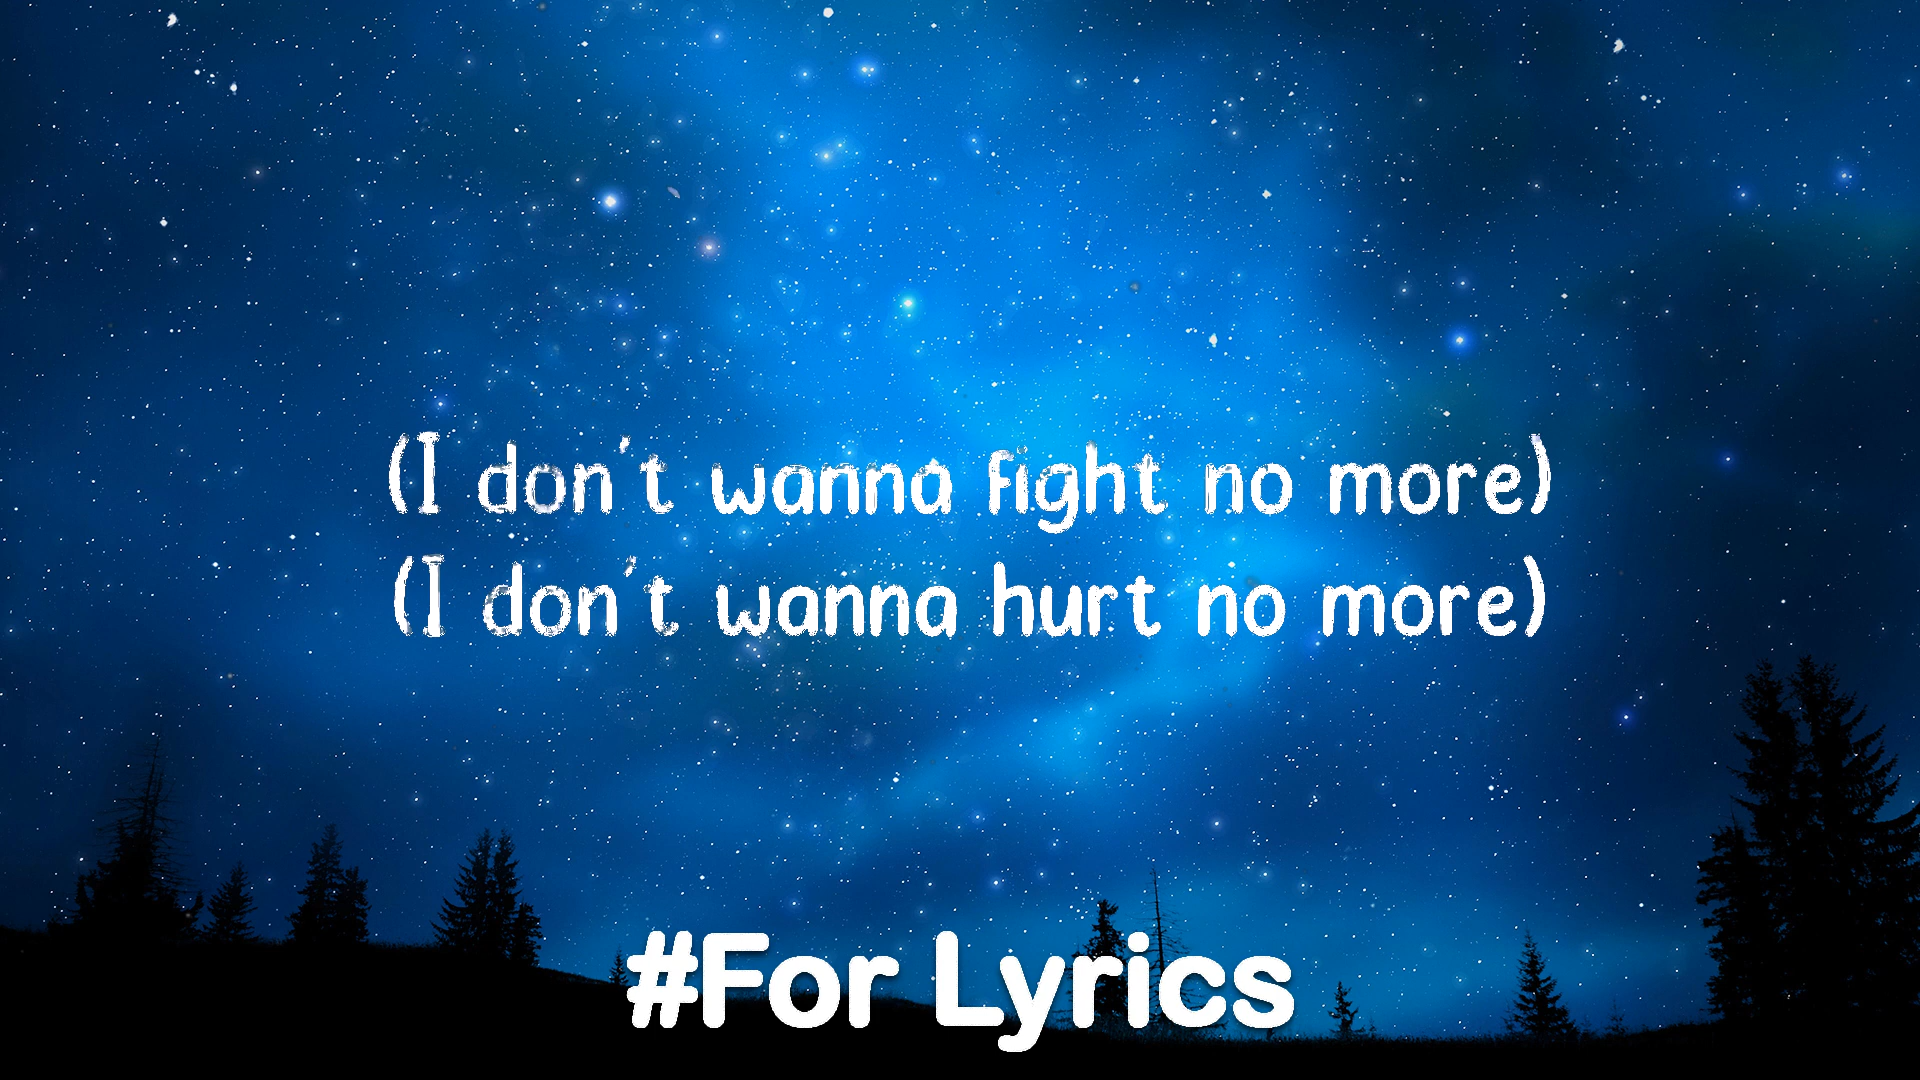 (I don't wanna fight no more)
(I don't wanna hurt no more)
#For Lyrics